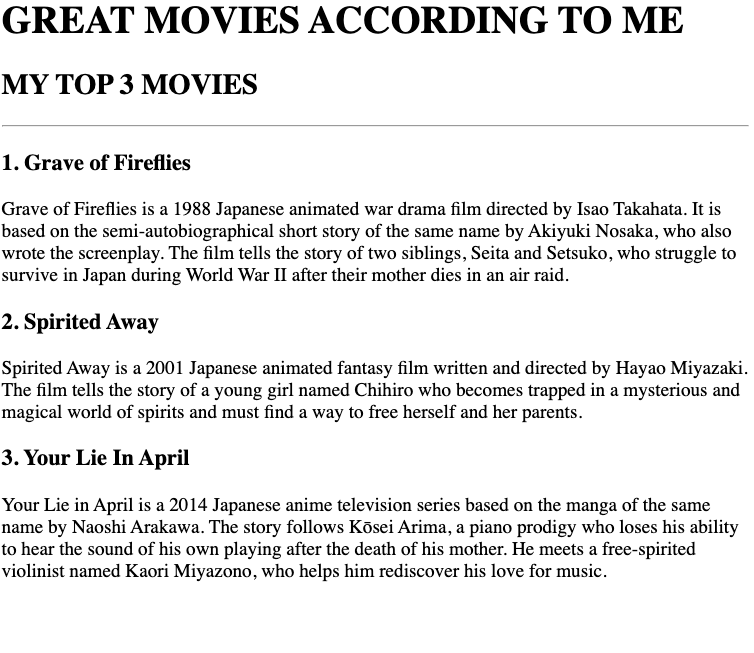 GREAT MOVIES ACCORDING TO ME
MY TOP 3 MOVIES
1. Grave of Fireflies
Grave of Fireflies is a 1988 Japanese animated war drama film directed by Isao Takahata. It is
based on the semi-autobiographical short story of the same name by Akiyuki Nosaka, who also
wrote the screenplay. The film tells the story of two siblings, Seita and Setsuko, who struggle to
survive in Japan during World War II after their mother dies in an air raid.
2. Spirited Away
Spirited Away is a 2001 Japanese animated fantasy film written and directed by Hayao Miyazaki.
The film tells the story of a young girl named Chihiro who becomes trapped in a mysterious and
magical world of spirits and must find a way to free herself and her parents.
3. Your Lie In April
Your Lie in April is a 2014 Japanese anime television series based on the manga of the same
name by Naoshi Arakawa. The story follows Kōsei Arima, a piano prodigy who loses his ability
to hear the sound of his own playing after the death of his mother. He meets a free-spirited
violinist named Kaori Miyazono, who helps him rediscover his love for music.